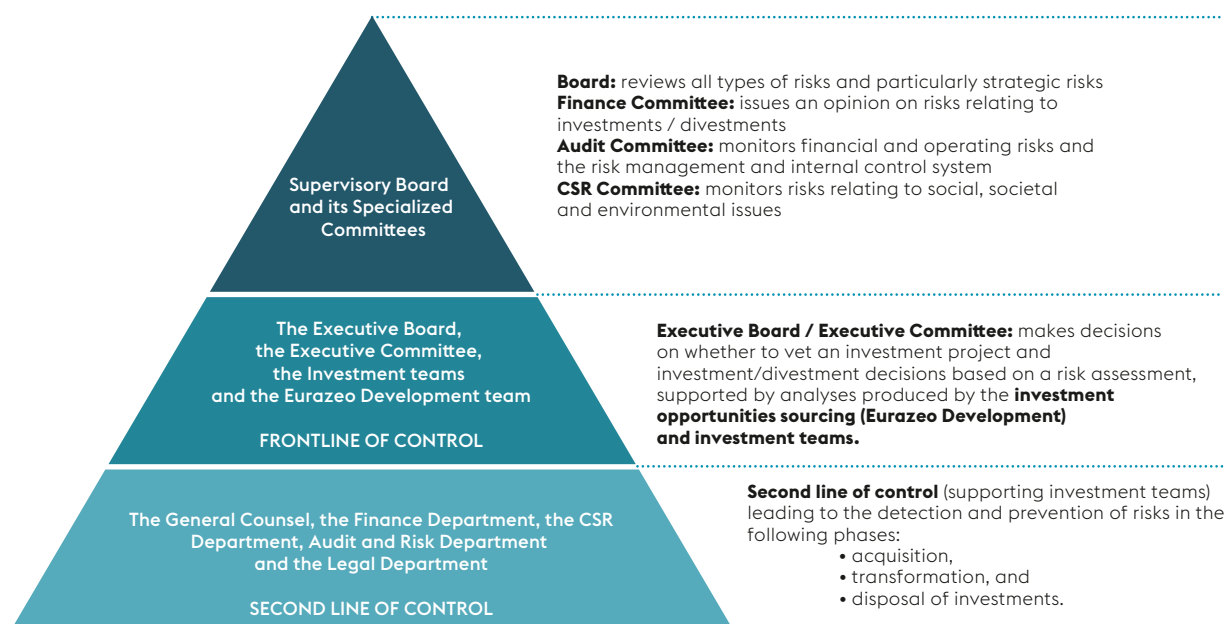 Supervisory Board
and its Specialized
Committees
Board: reviews all types of risks and particularly strategic risks
Finance Committee: issues an opinion on risks relating to
investments / divestments
Audit Committee: monitors financial and operating risks and
the risk management and internal control system
CSR Committee: monitors risks relating to social, societal
and environmental issues
The Executive Board,
the Executive Committee,
the Investment teams
and the Eurazeo Development team
FRONTLINE OF CONTROL
Executive Board / Executive Committee: makes decisions
on whether to vet an investment project and
investment/divestment decisions based on a risk assessment,
supported by analyses produced by the investment
opportunities sourcing (Eurazeo Development)
and investment teams.
The General Counsel, the Finance Department, the CSR
Department, Audit and Risk Department
and the Legal Department
SECOND LINE OF CONTROL
Second line of control (supporting investment teams)
leading to the detection and prevention of risks in the
following phases:
• acquisition,
• transformation, and
• disposal of investments.